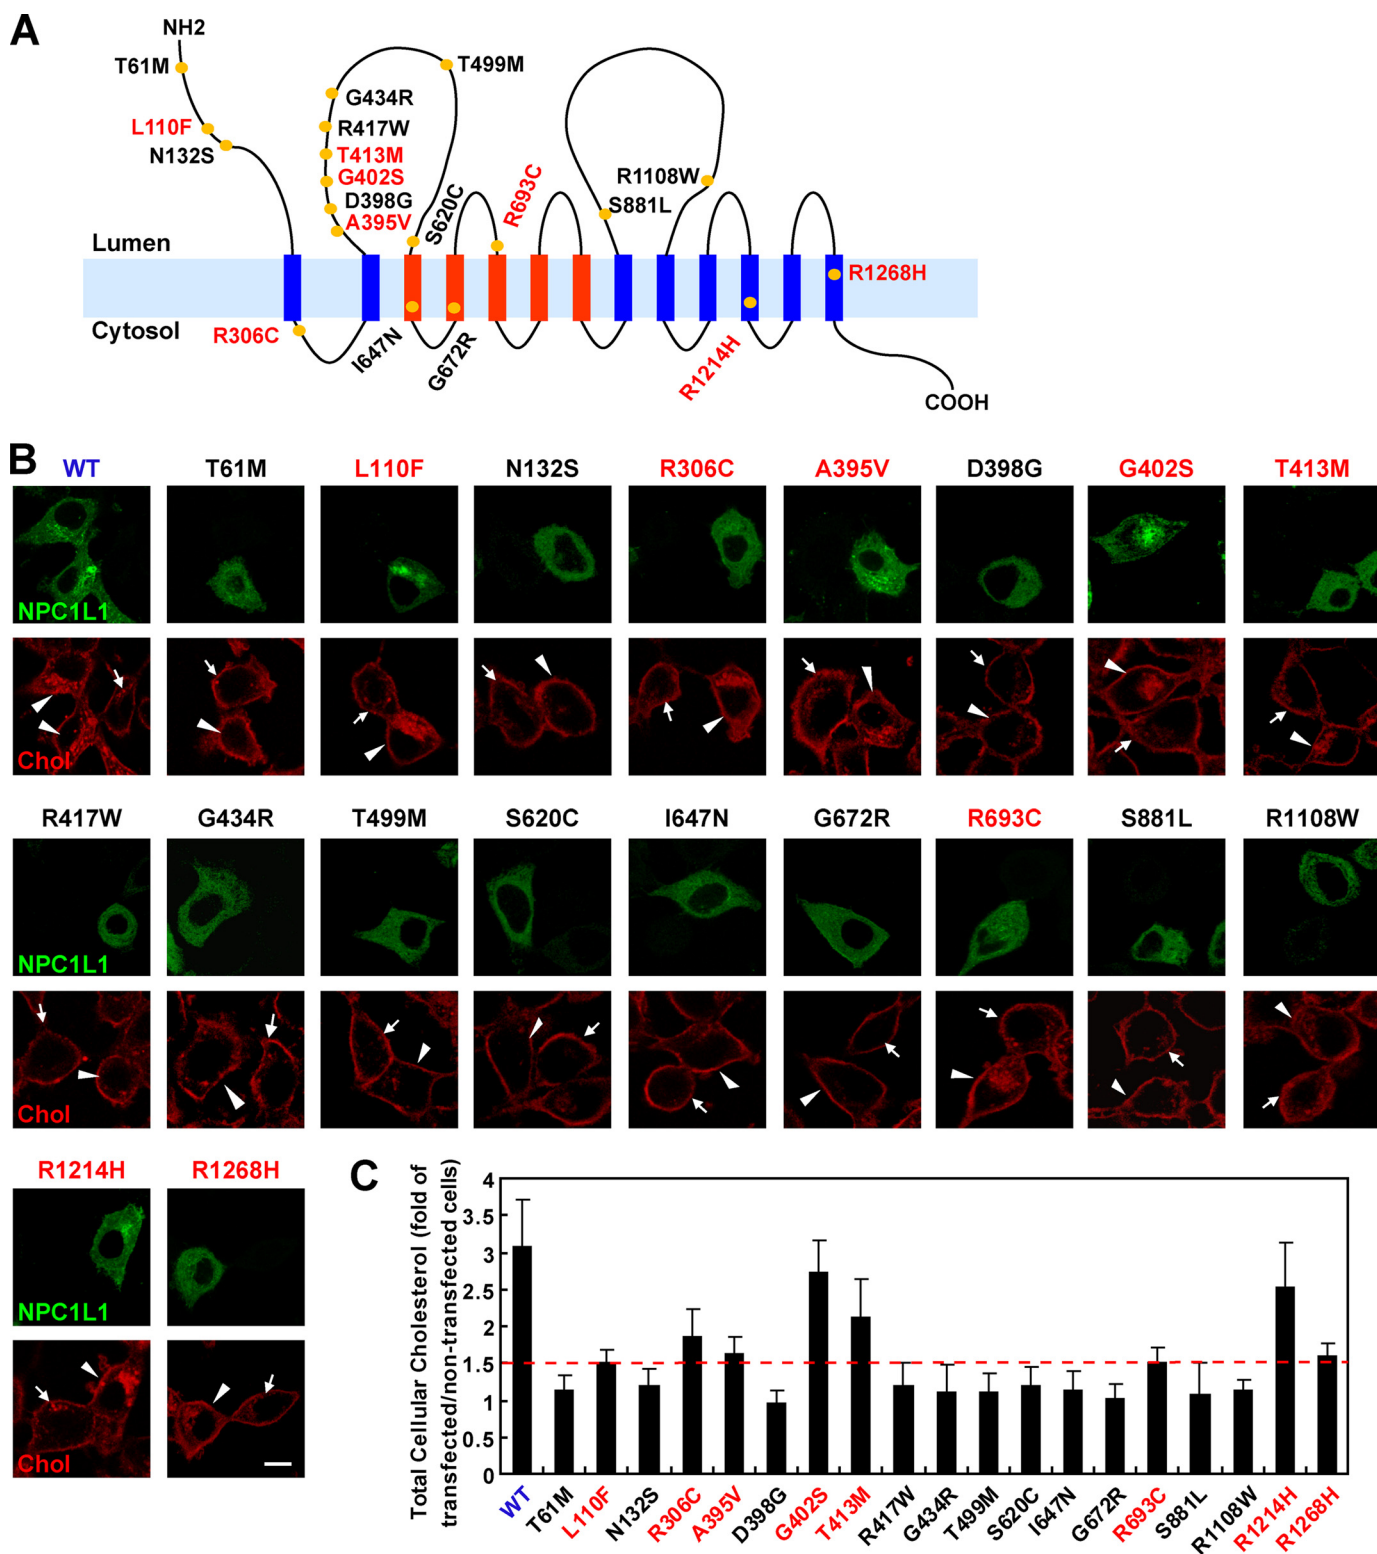 A
NH2
T61M
L110F
N132S
T499M
G434R
R417W
T413M
G402S
D398G
A395V
S620C
R693C
R1108W
S881L
Lumen
Cytosol
R306C
I647N
G672R
R1214H
R1268H
COOH
B
WT T61M L110F N132S R306C A395V D398G G402S T413M
NPC1L1
Chol
R417W G434R T499M S620C I647N G672R R693C S881L R1108W
NPC1L1
Chol
R1214H R1268H
NPC1L1
Chol
C
Total Cellular Cholesterol (fold of
transfected/non-transfected cells)
4
3.5
3
2.5
2
1.5
1
0.5
0
WT T61M L110F N132S R306C A395V D398G G402S T413M R417W G434R T499M S620C I647N G672R R693C S881L R1108W R1214H R1268H